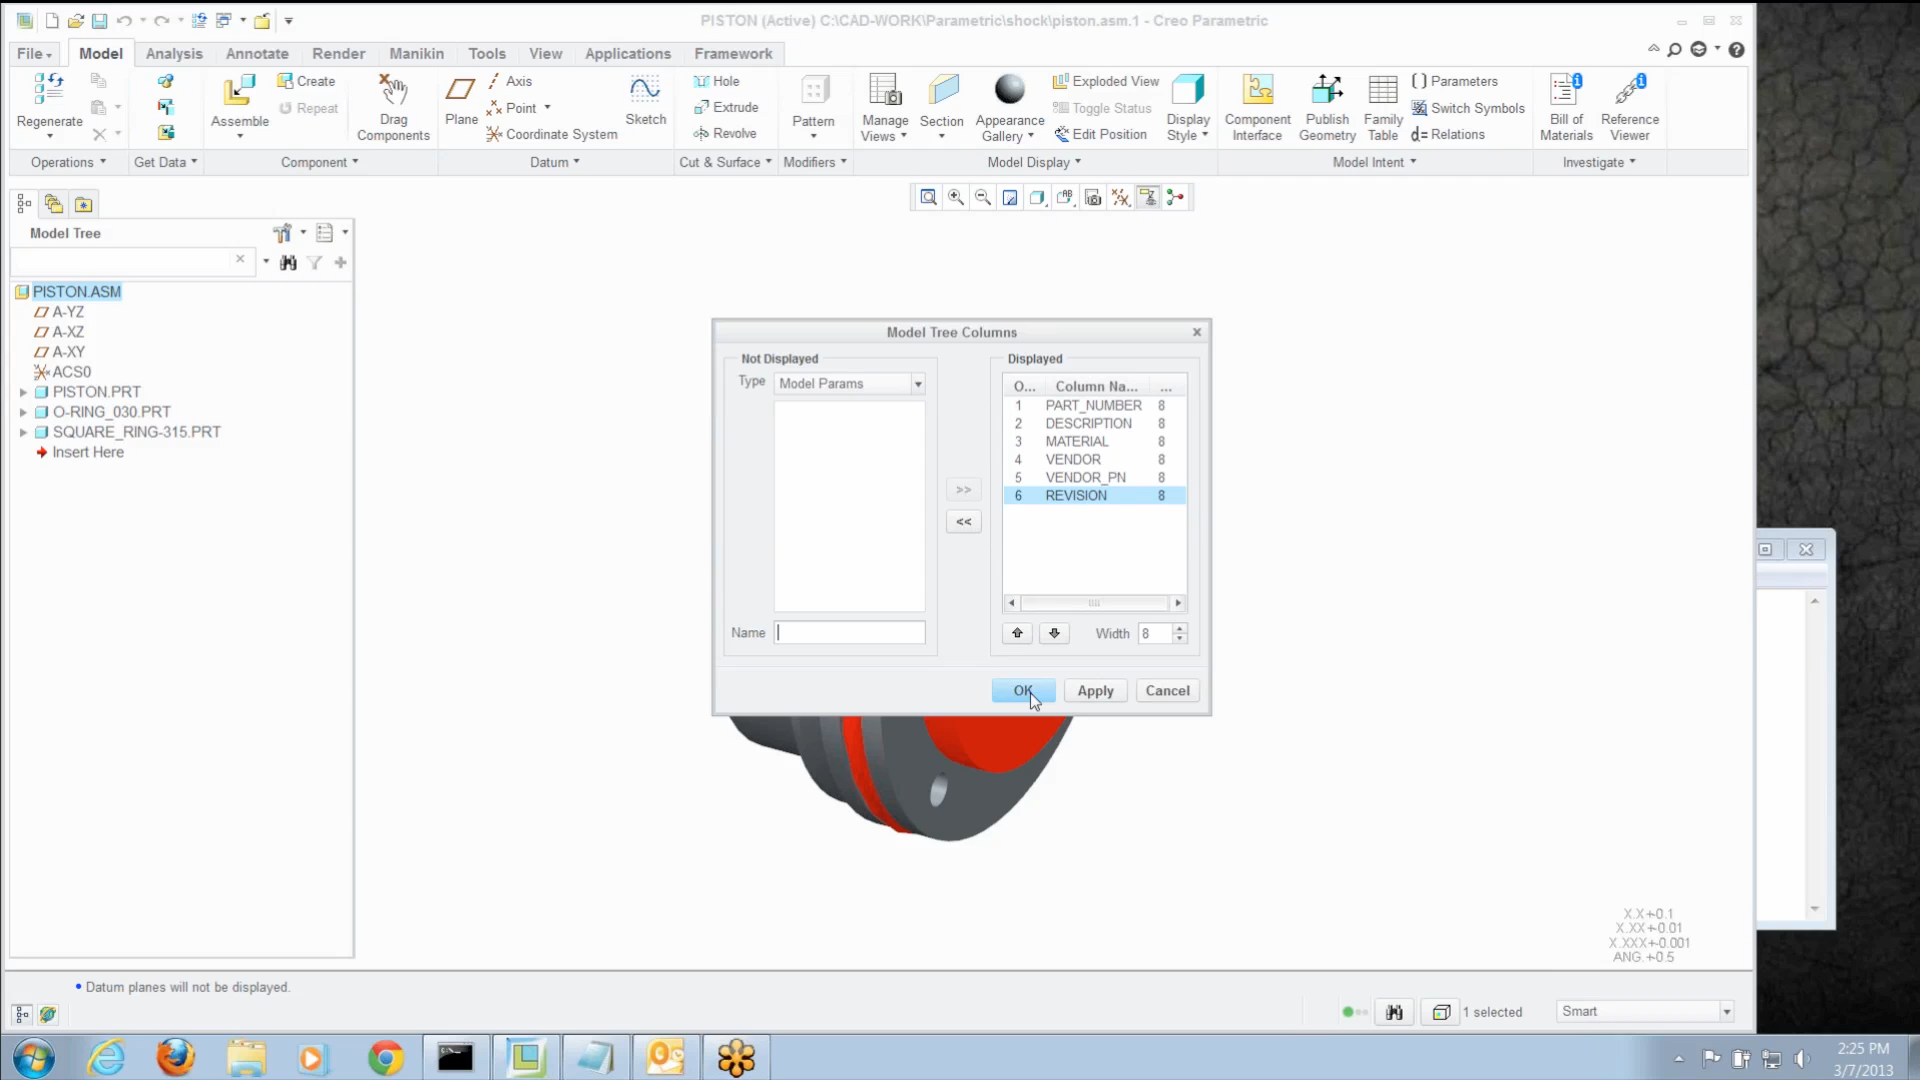 PISTON (Active) C:\CAD-WORK\Parametric\shock\piston.asm.1 - Creo Parametric
File
Model
Analysis
Annotate
Render
Manikin
Tools
View
Applications
Framework
Regenerate
Assemble
Create
Repeat
Drag
Components
Plane
Axis
Point
Coordinate System
Sketch
Hole
Extrude
Revolve
Pattern
Manage
Views
Section
Appearance
Gallery
Exploded View
Toggle Status
Edit Position
Display
Style
Component
Interface
Publish
Geometry
Family
Table
Parameters
Switch Symbols
d= Relations
Bill of
Materials
Reference
Viewer
Operations
Get Data
Component
Datum
Cut & Surface
Modifiers
Model Display
Model Intent
Investigate
Model Tree
PISTON.ASM
A-YZ
A-XZ
A-XY
ACS0
PISTON.PRT
O-RING_030.PRT
SQUARE_RING-315.PRT
Insert Here
Model Tree Columns
Not Displayed
Type Model Params
Name
>>
<<
Displayed
O... Column Na... ...
1 PART_NUMBER 8
2 DESCRIPTION 8
3 MATERIAL 8
4 VENDOR 8
5 VENDOR_PN 8
6 REVISION 8
Width 8
OK
Apply
Cancel
X.X+-0.1
X.XX+-0.01
X.XXX+-0.001
ANG.+-0.5
Datum planes will not be displayed.
1 selected
Smart
2:25 PM
3/7/2013